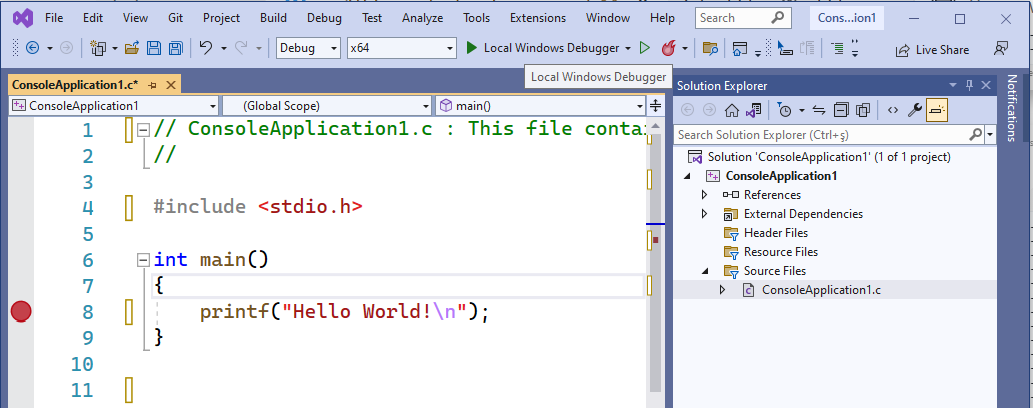 File Edit View Git Project Build Debug Test Analyze Tools Extensions Window Help Search Cons...ion1
Debug x64 Local Windows Debugger Live Share
Local Windows Debugger
ConsoleApplication1.c*
ConsoleApplication1 (Global Scope) main()
1 // ConsoleApplication1.c : This file conta
2 //
3
4 #include <stdio.h>
5
6 int main()
7 {
8 printf("Hello World!\n");
9 }
10
11
Solution Explorer
Search Solution Explorer (Ctrl+ş)
Solution 'ConsoleApplication1' (1 of 1 project)
ConsoleApplication1
References
External Dependencies
Header Files
Resource Files
Source Files
ConsoleApplication1.c
Notifications